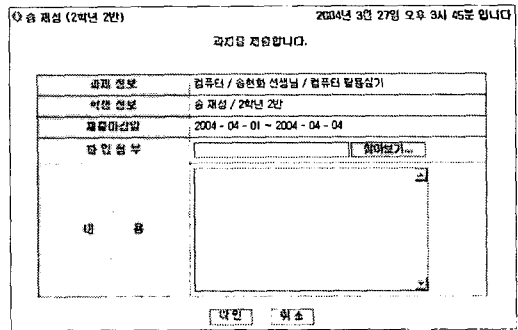 송 재성 (2학년 2반) 2004년 3월 27일 오후 3시 45분 입니다
과제를 제출합니다.
과제 정보 컴퓨터 / 송현희 선생님 / 컴퓨터 활용실기
학생 정보 송 재성 / 2학년 2반
제출마감일 2004 - 04 - 01 ~ 2004 - 04 - 04
파일첨부 찾아보기...
내 용
확인 취소